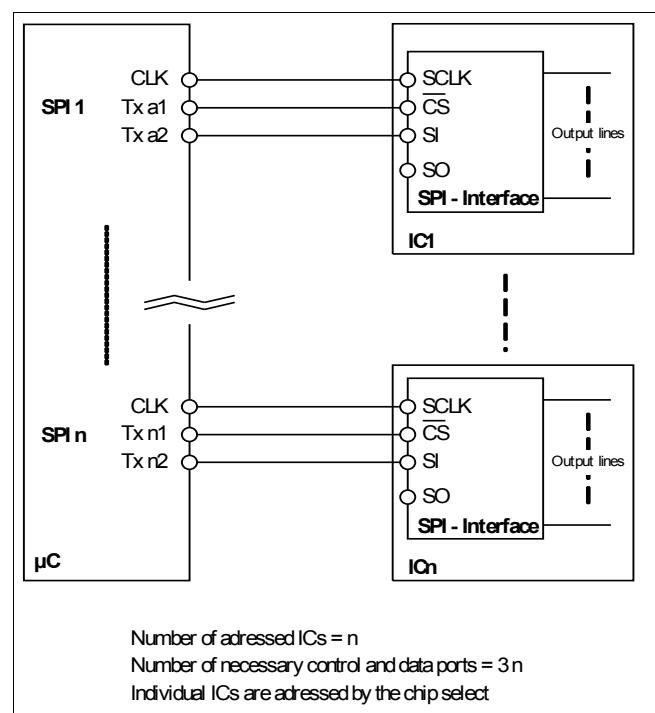 CLK
SPI 1
Tx a1
Tx a2
SCLK
CS
SI
SO
SPI - Interface
Output lines
IC1
CLK
SPI n
Tx n1
Tx n2
µC
SCLK
CS
SI
SO
SPI - Interface
Output lines
ICn
Number of adressed ICs = n
Number of necessary control and data ports = 3 n
Individual ICs are adressed by the chip select